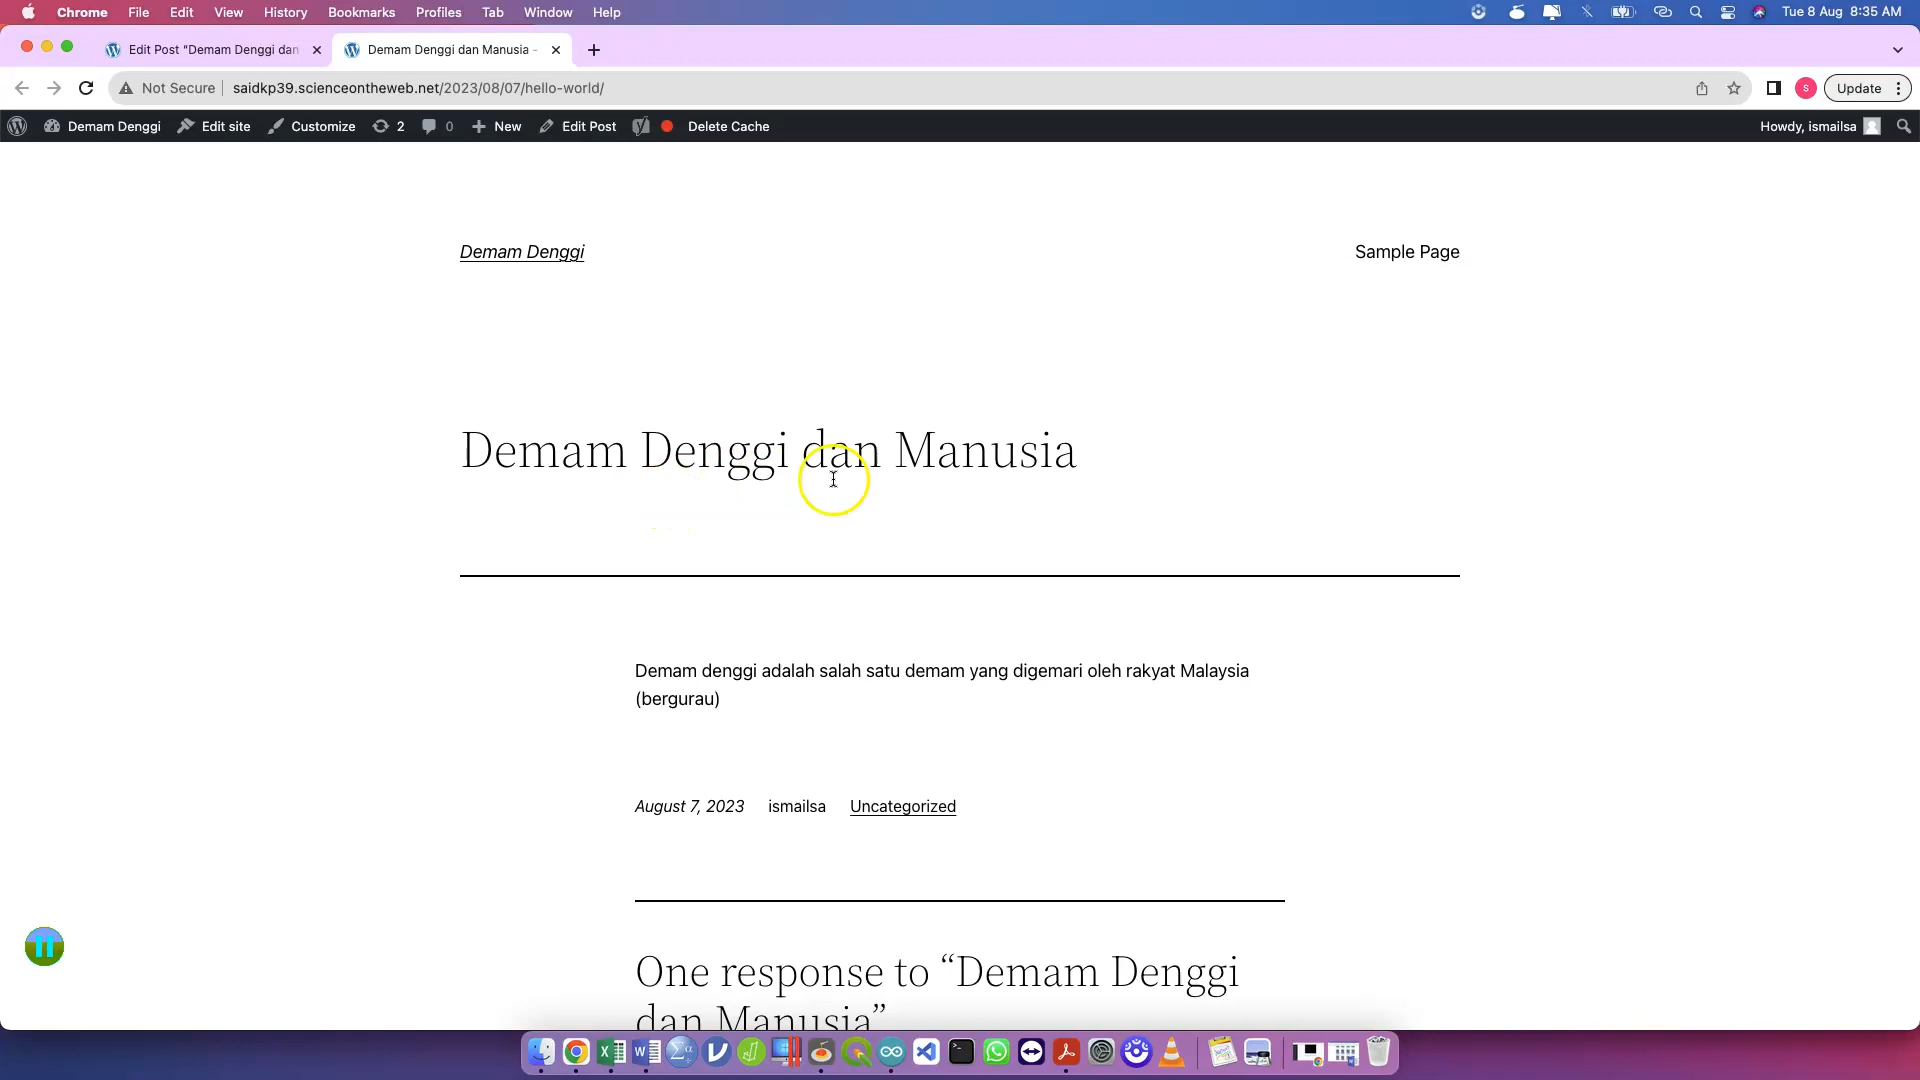 Chrome File Edit View History Bookmarks Profiles Tab Window Help Tue 8 Aug 8:35 AM
Edit Post "Demam Denggi dan Demam Denggi dan Manusia -
Not Secure saidkp39.scienceontheweb.net/2023/08/07/hello-world/ S Update
Demam Denggi Edit site Customize 2 0 New Edit Post Delete Cache Howdy, ismailsa
Demam Denggi Sample Page
Demam Denggi dan Manusia
Demam denggi adalah salah satu demam yang digemari oleh rakyat Malaysia
(bergurau)
August 7, 2023 ismailsa Uncategorized
One response to “Demam Denggi
dan Manusia”